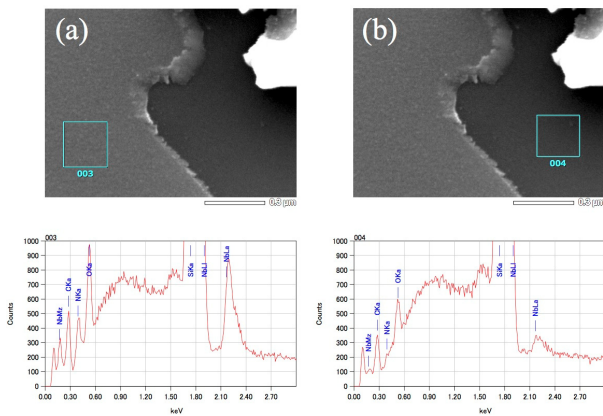 (a)
003
0.3 µm
(b)
004
0.3 µm
003
1000
900
800
700
600
500
400
300
200
100
0
Counts
NbMz
CKa
NKa
OKa
SiKa
NbLl
NbLa
0.00 0.30 0.60 0.90 1.20 1.50 1.80 2.10 2.40 2.70
keV
004
1000
900
800
700
600
500
400
300
200
100
0
Counts
NbMz
CKa
NKa
OKa
SiKa
NbLl
NbLa
0.00 0.30 0.60 0.90 1.20 1.50 1.80 2.10 2.40 2.70
keV